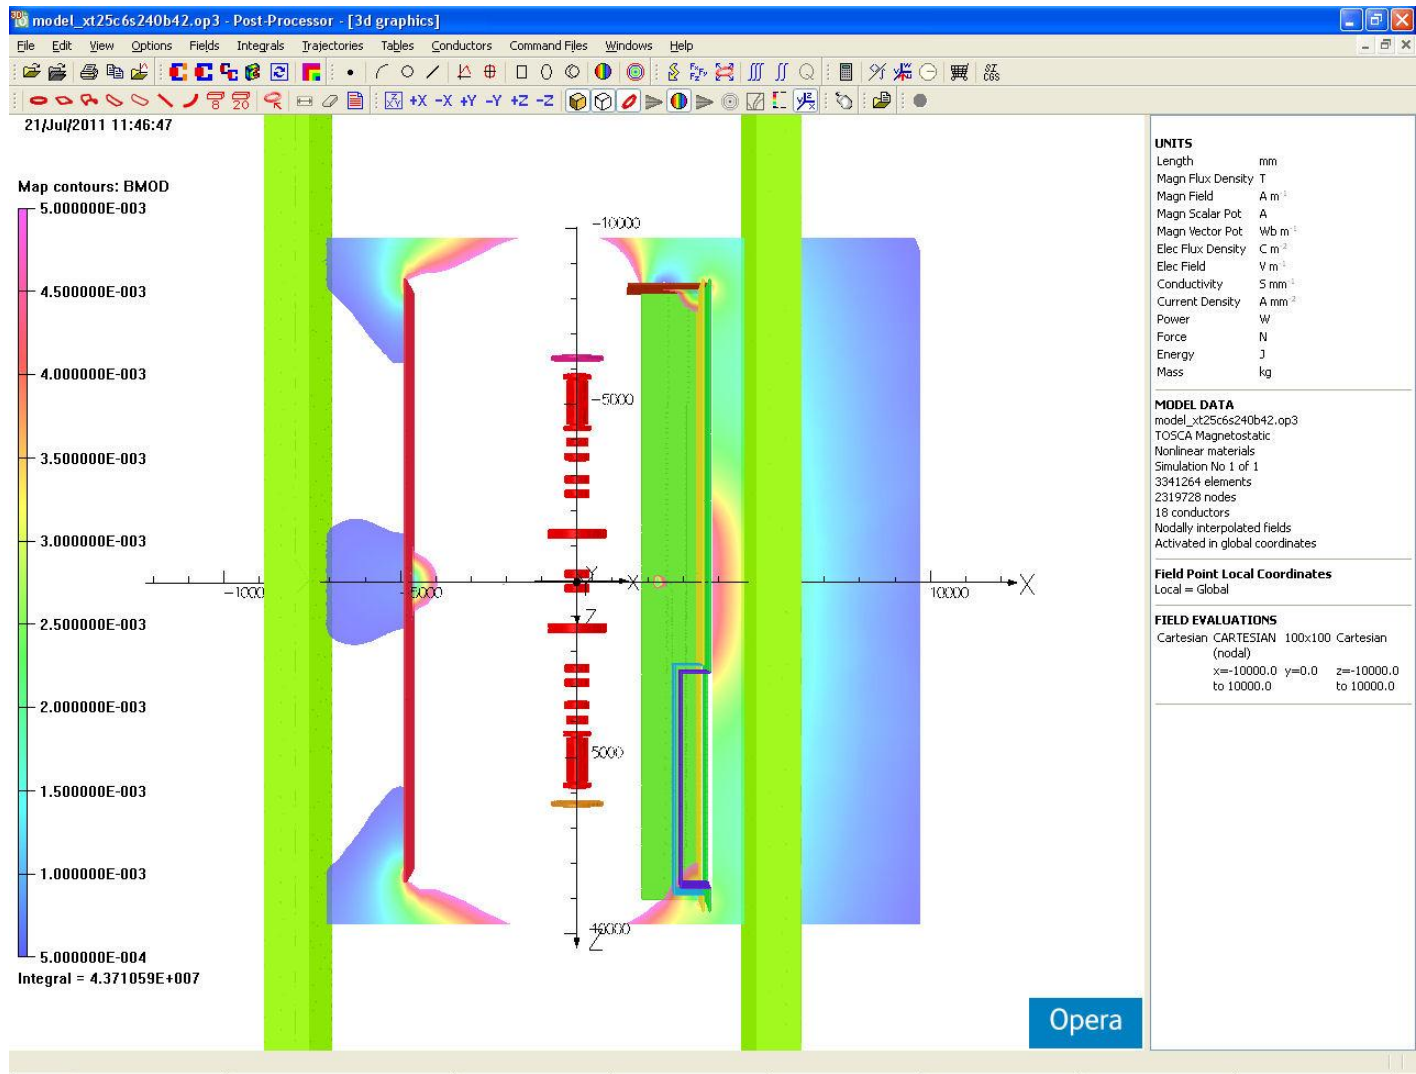 model_xt25c6s240b42.op3 - Post-Processor - [3d graphics]
File Edit View Options Fields Integrals Trajectories Tables Conductors Command Files Windows Help
+X -X +Y -Y +Z -Z
21/Jul/2011 11:46:47
Map contours: BMOD
5.000000E-003
4.500000E-003
4.000000E-003
3.500000E-003
3.000000E-003
2.500000E-003
2.000000E-003
1.500000E-003
1.000000E-003
5.000000E-004
Integral = 4.371059E+007
-10000
-5000
5000
10000
Z
-1000
-5000
10000
X
Y
X
Z
Opera
UNITS
Length mm
Magn Flux Density T
Magn Field A m-1
Magn Scalar Pot A
Magn Vector Pot Wb m-1
Elec Flux Density C m-2
Elec Field V m-1
Conductivity S mm-1
Current Density A mm-2
Power W
Force N
Energy J
Mass kg
MODEL DATA
model_xt25c6s240b42.op3
TOSCA Magnetostatic
Nonlinear materials
Simulation No 1 of 1
3341264 elements
2319728 nodes
18 conductors
Nodally interpolated fields
Activated in global coordinates
Field Point Local Coordinates
Local = Global
FIELD EVALUATIONS
Cartesian CARTESIAN 100x100 Cartesian
(nodal)
x=-10000.0 y=0.0 z=-10000.0
to 10000.0 to 10000.0